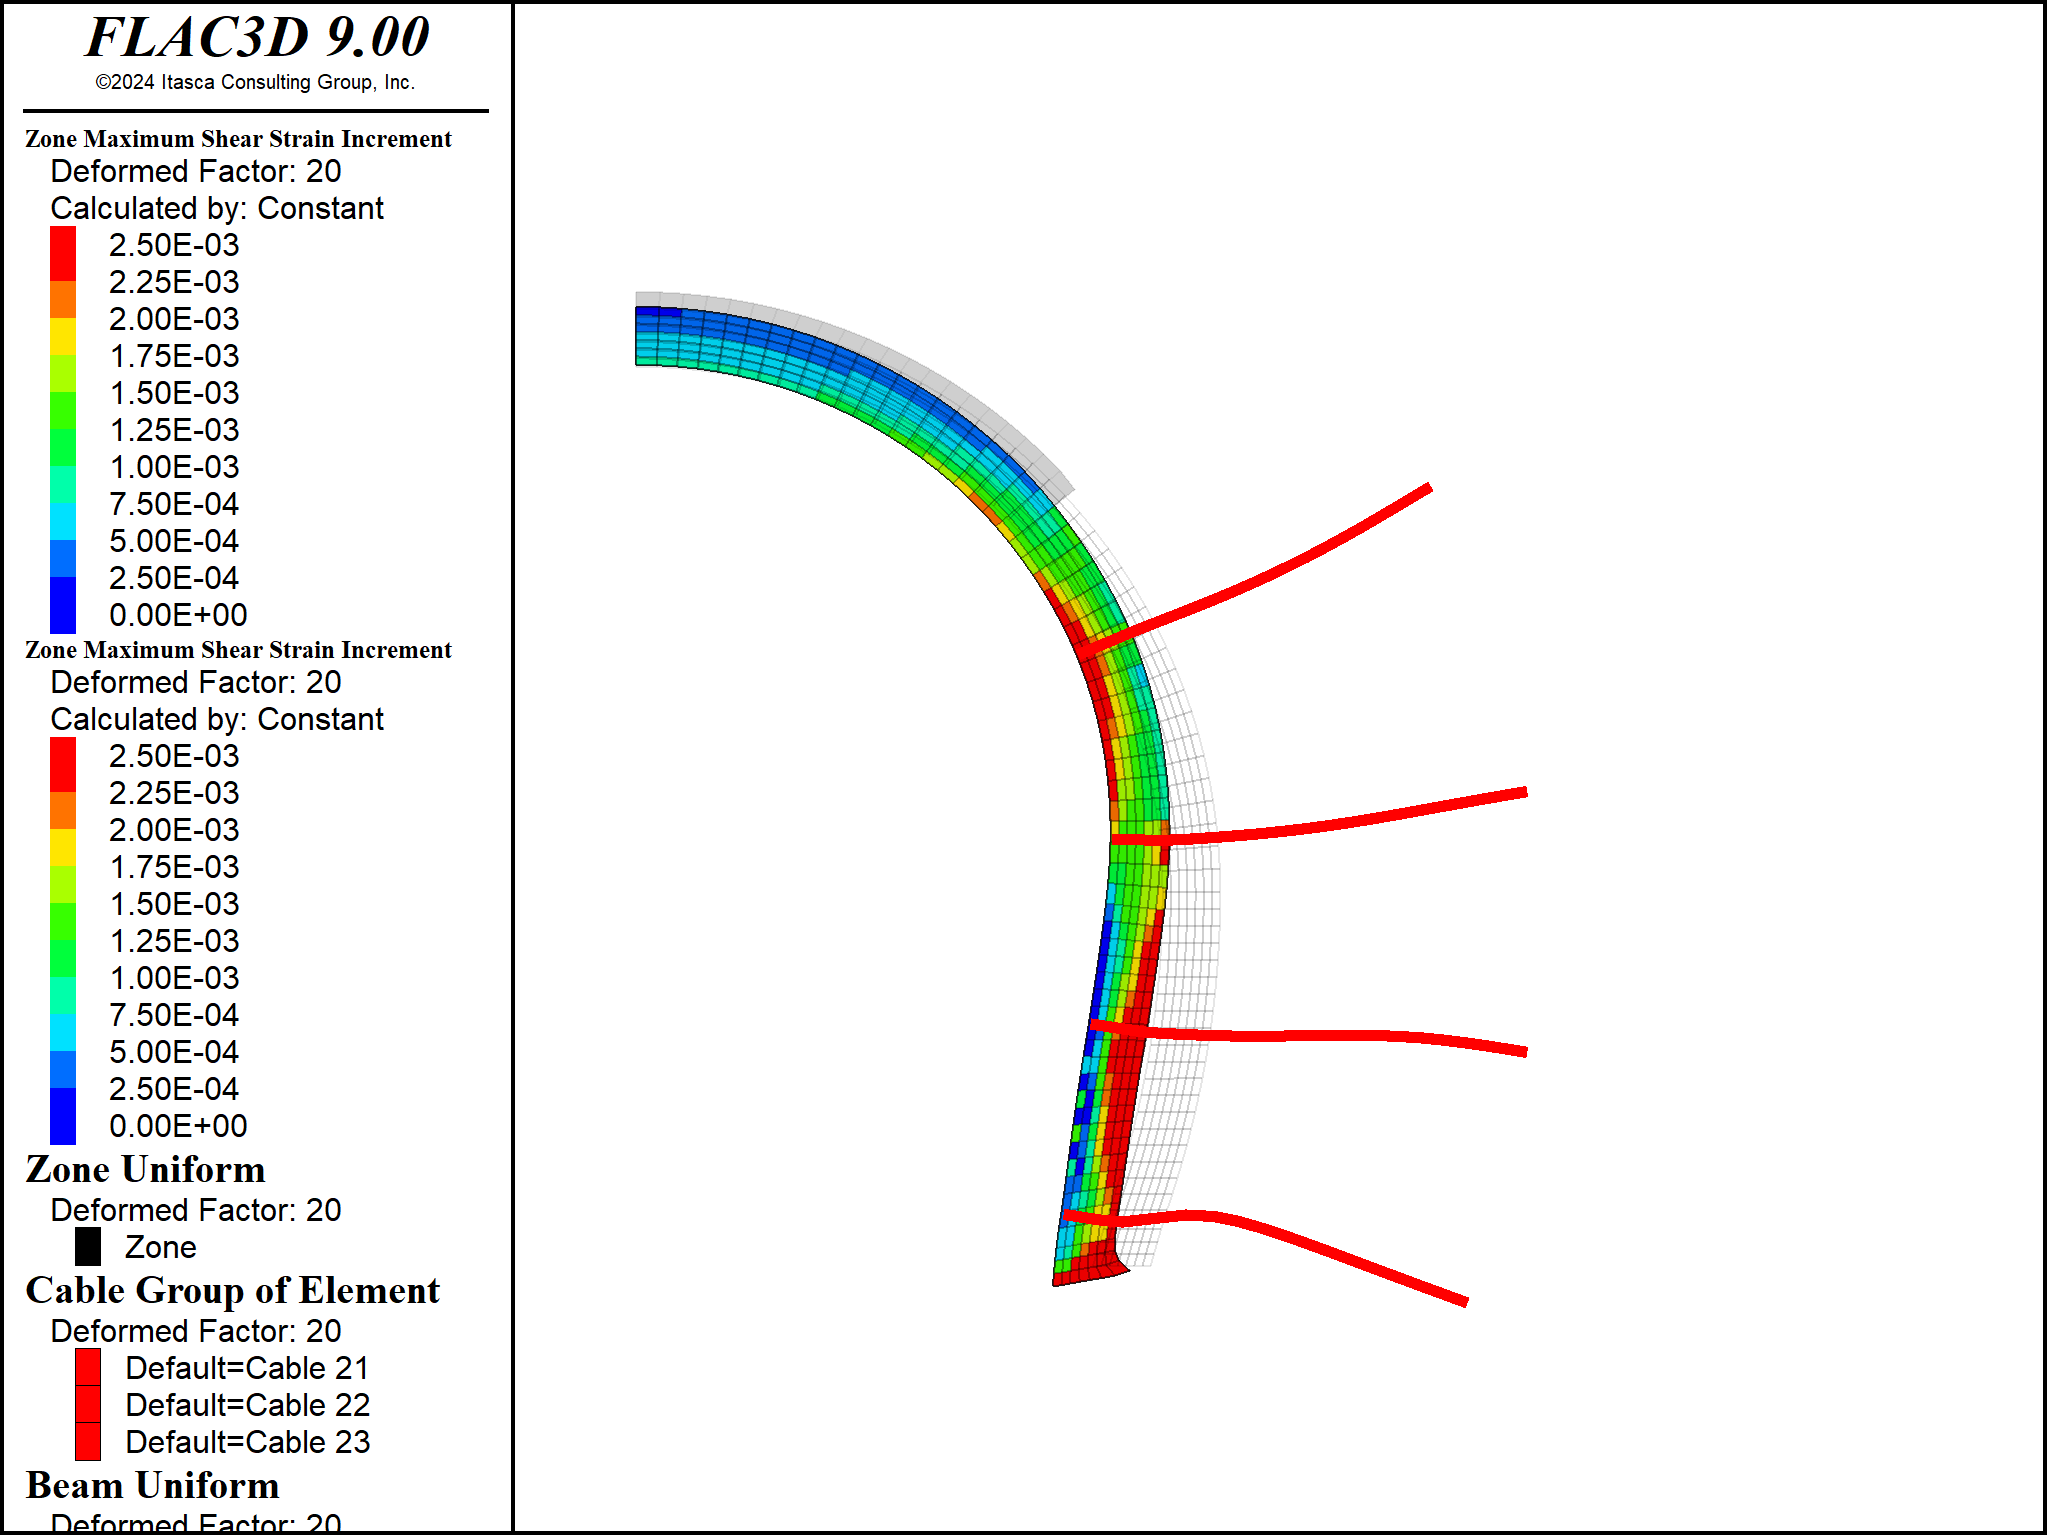 FLAC3D 9.00
©2024 Itasca Consulting Group, Inc.
Zone Maximum Shear Strain Increment
Deformed Factor: 20
Calculated by: Constant
2.50E-03
2.25E-03
2.00E-03
1.75E-03
1.50E-03
1.25E-03
1.00E-03
7.50E-04
5.00E-04
2.50E-04
0.00E+00
Zone Maximum Shear Strain Increment
Deformed Factor: 20
Calculated by: Constant
2.50E-03
2.25E-03
2.00E-03
1.75E-03
1.50E-03
1.25E-03
1.00E-03
7.50E-04
5.00E-04
2.50E-04
0.00E+00
Zone Uniform
Deformed Factor: 20
Zone
Cable Group of Element
Deformed Factor: 20
Default=Cable 21
Default=Cable 22
Default=Cable 23
Beam Uniform
Deformed Factor: 20